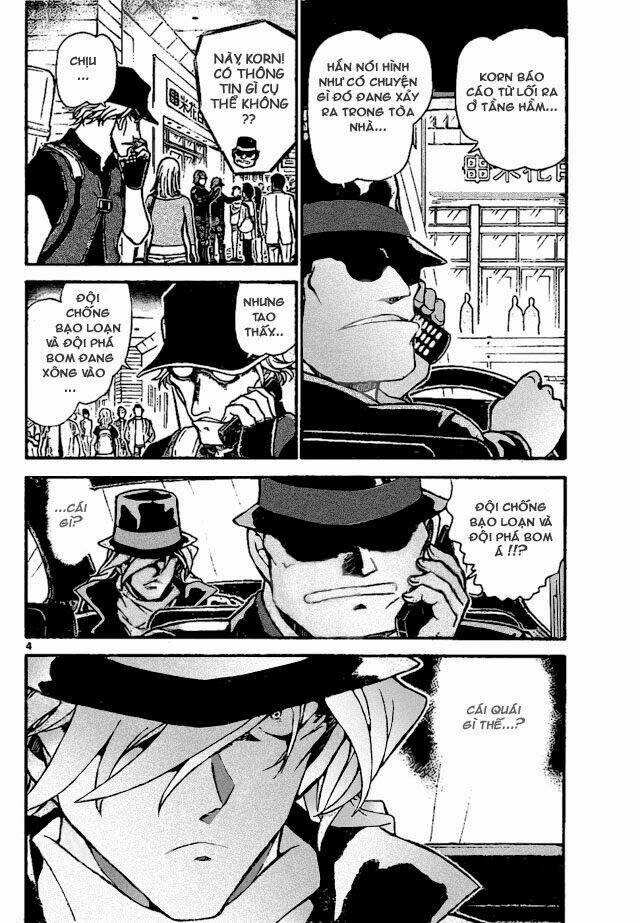 KORN BÁO
CÁO TỪ LỐI RA
Ở TẦNG HẦM...
HẮN NÓI HÌNH
NHƯ CÓ CHUYỆN
GÌ ĐÓ ĐANG XẨY
RA TRONG TÒA
NHÀ...
NÀY, KORN!
CÓ THÔNG
TIN GÌ CỤ
THỂ KHÔNG
??
CHỊU
...
NHƯNG
TAO
THẤY..
ĐỘI
CHỐNG
BẠO LOẠN
VÀ ĐỘI PHÁ
BOM ĐANG
XÔNG VÀO
...
ĐỘI CHỐNG
BẠO LOẠN VÀ
ĐỘI PHÁ BOM
Á !!?
...CÁI
GÌ?
4
CÁI QUÁI
GÌ THẾ...?